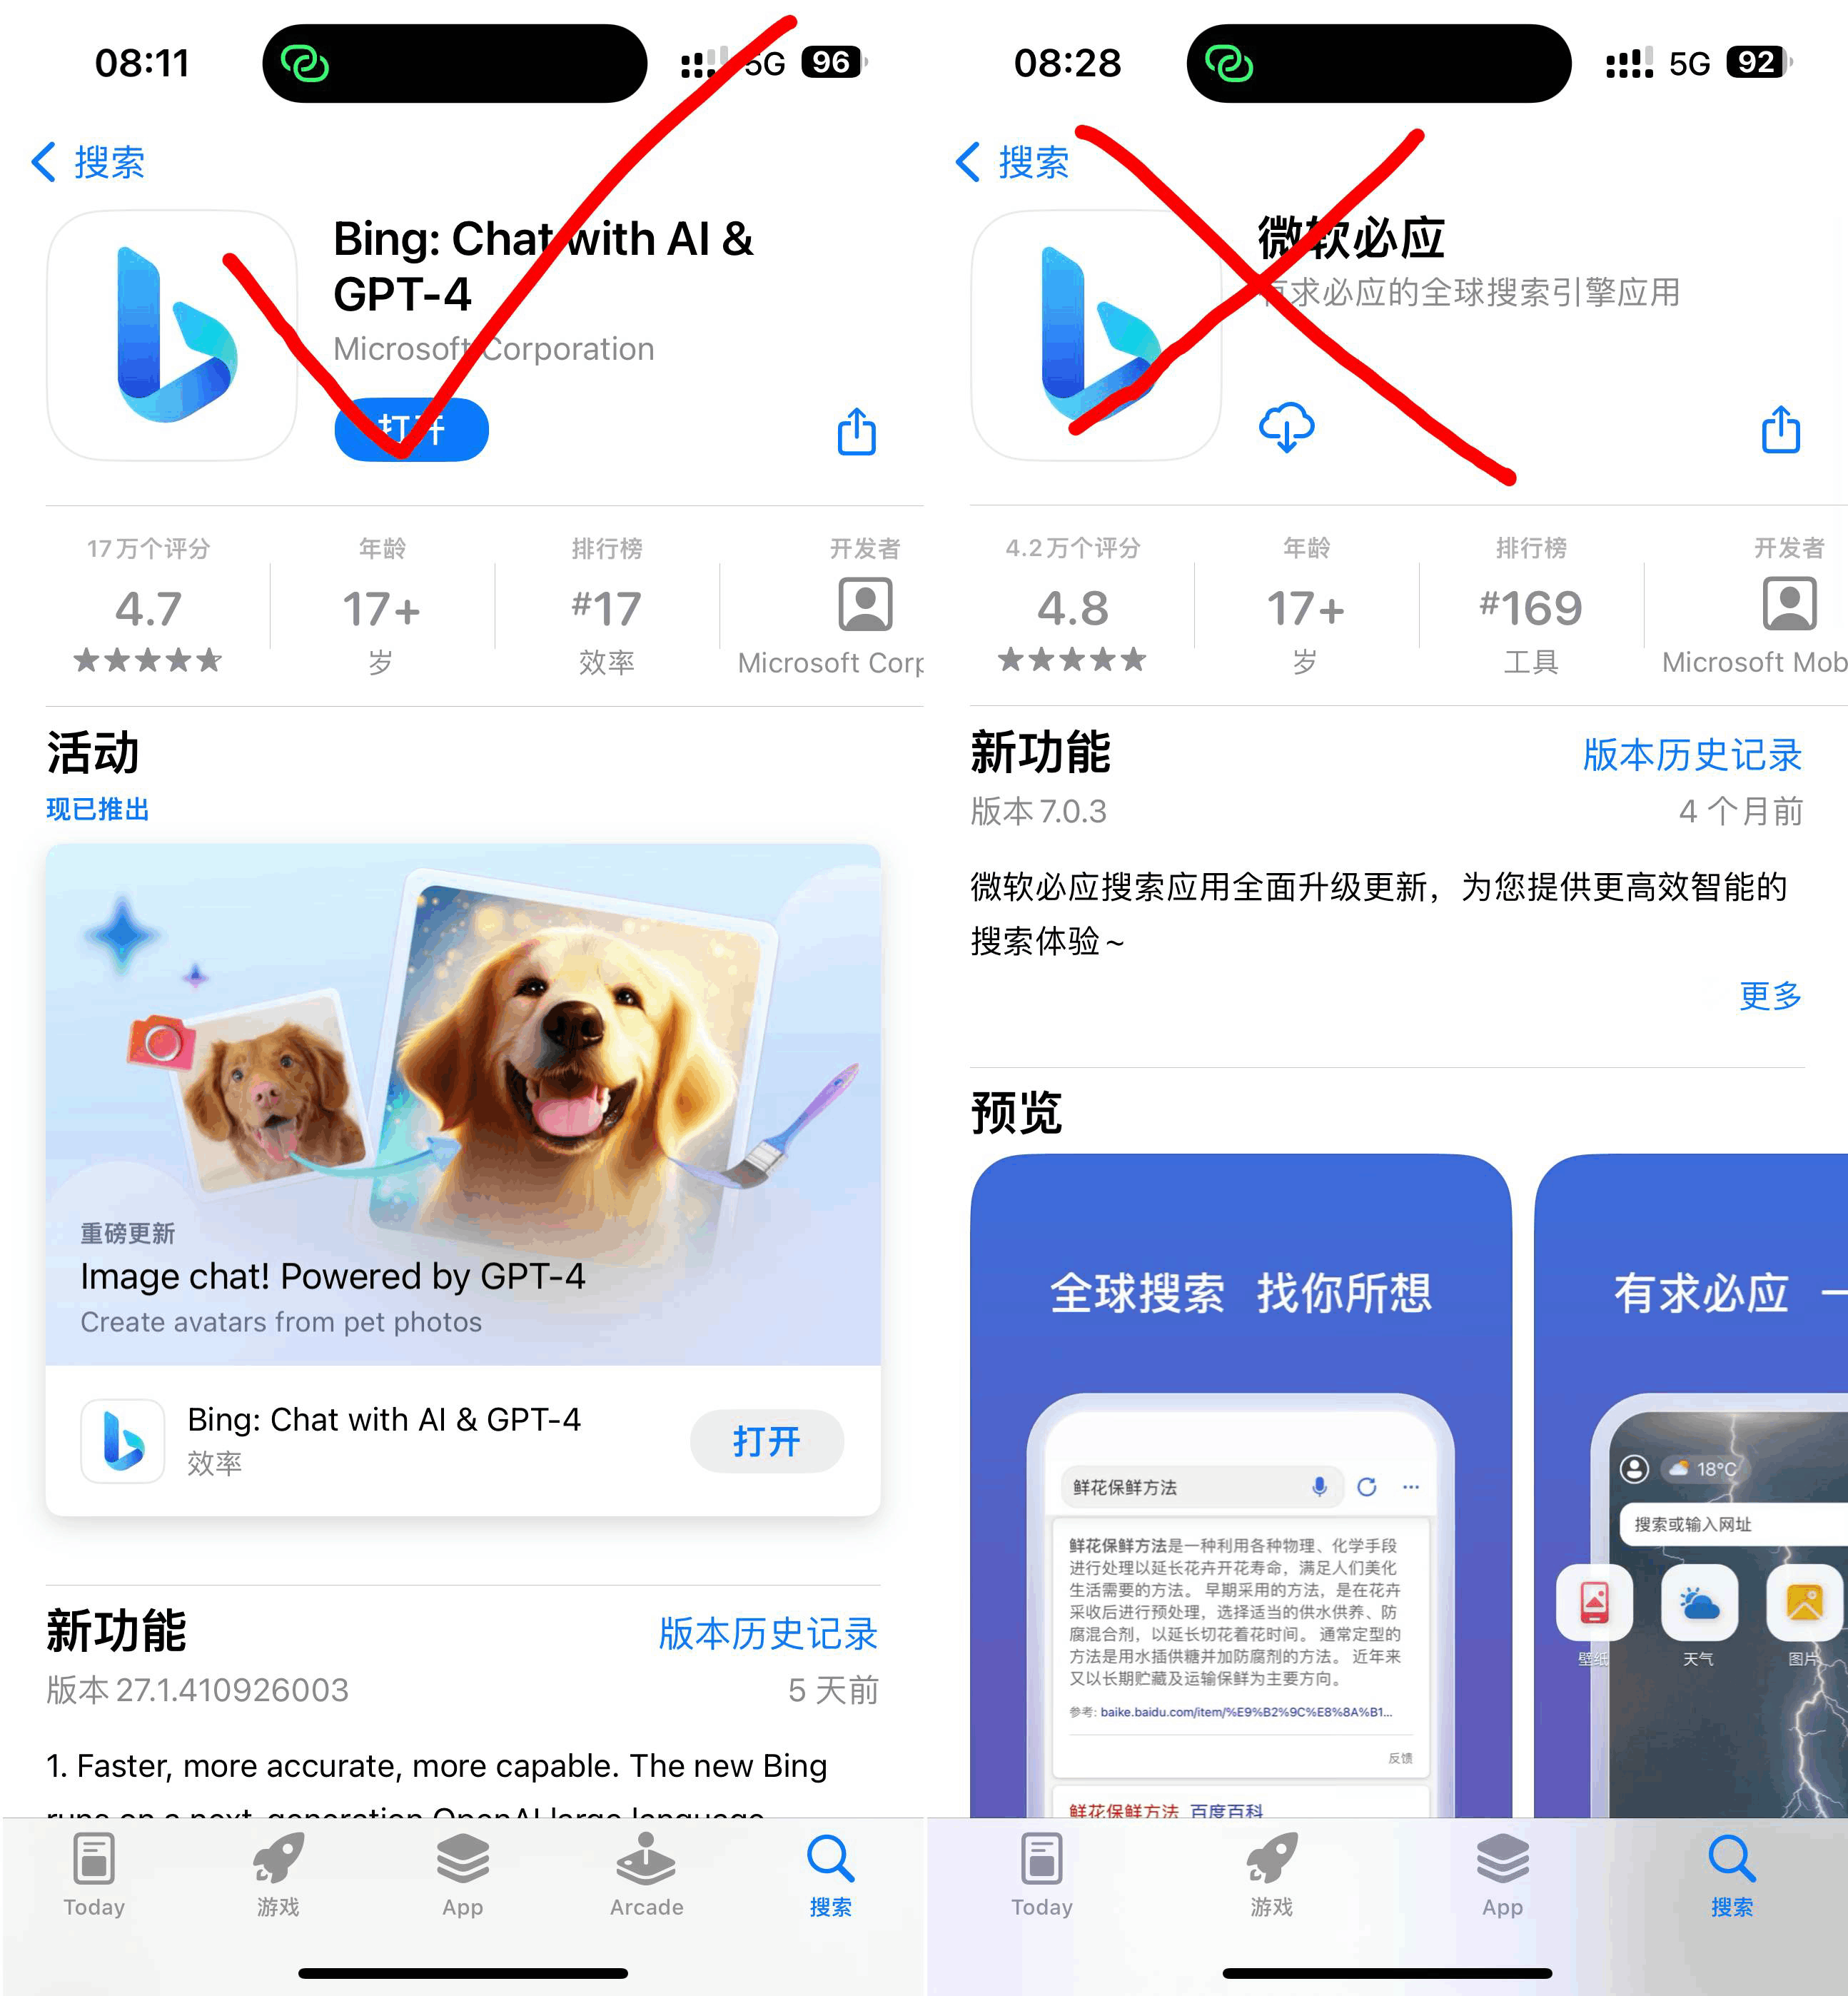 08:11
5G 96
搜索
Bing: Chat with AI &
GPT-4
Microsoft Corporation
打开
17万个评分
4.7
年龄
17+
岁
排行榜
#17
效率
开发者
Microsoft Corp
活动
现已推出
重磅更新
Image chat! Powered by GPT-4
Create avatars from pet photos
Bing: Chat with AI & GPT-4
效率
打开
新功能
版本历史记录
版本 27.1.410926003
5 天前
1. Faster, more accurate, more capable. The new Bing
runs on a next-generation OpenAI large language
Today
游戏
App
Arcade
搜索
08:28
5G 92
搜索
微软必应
有求必应的全球搜索引擎应用
4.2万个评分
4.8
年龄
17+
岁
排行榜
#169
工具
开发者
Microsoft Mob
新功能
版本历史记录
版本 7.0.3
4 个月前
微软必应搜索应用全面升级更新，为您提供更高效智能的
搜索体验~
更多
预览
全球搜索 找你所想
鲜花保鲜方法
鲜花保鲜方法是一种利用各种物理、化学手段
进行处理以延长花卉开花寿命，满足人们美化
生活需要的方法。 早期采用的方法，是在花卉
采收后进行预处理，选择适当的供水供养、防
腐混合剂，以延长切花着花时间。 通常定型的
方法是用水插供糖并加防腐剂的方法。 近年来
又以长期贮藏及运输保鲜为主要方向。
参考: baike.baidu.com/item/%E9%B2%9C%E8%8A%B1...
反馈
鲜花保鲜方法 百度百科
有求必应 一
18°C
搜索或输入网址
壁纸
天气
图片
Today
游戏
App
搜索